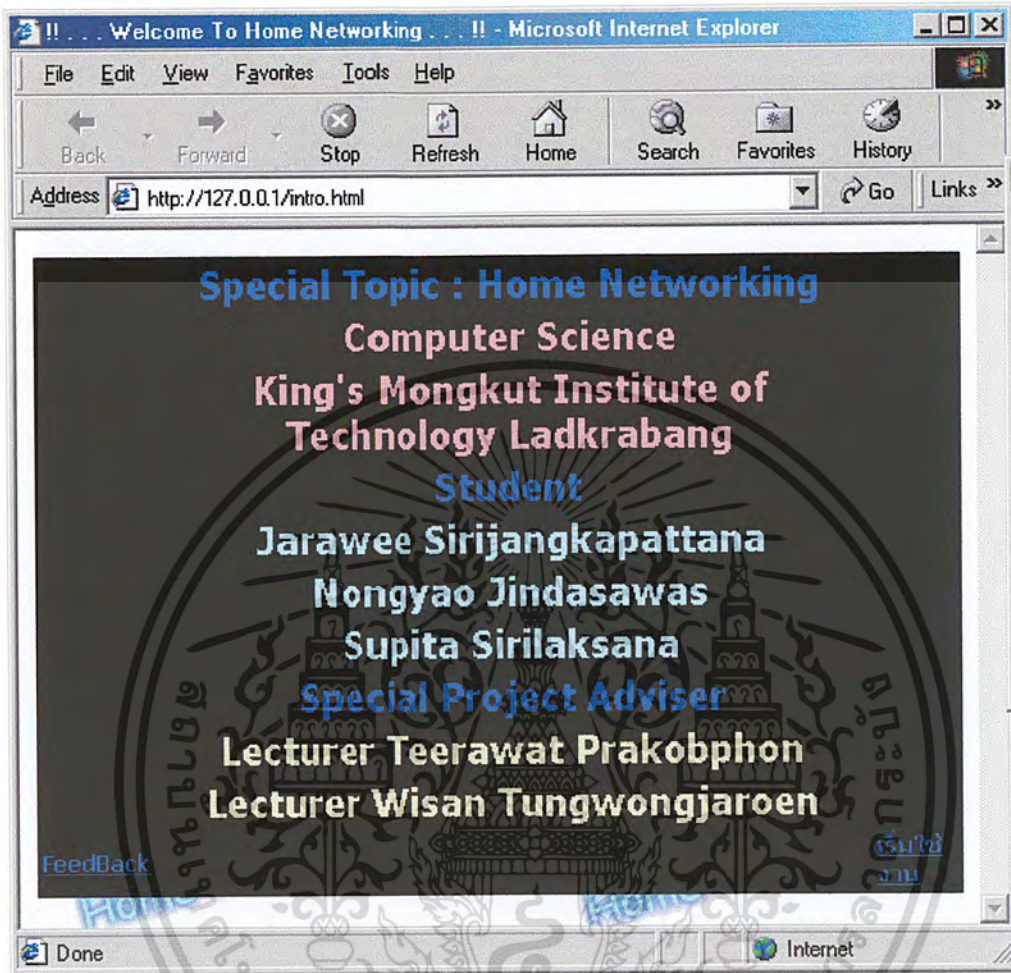 !! . . . Welcome To Home Networking . . . !! - Microsoft Internet Explorer
File Edit View Favorites Tools Help
Back Forward Stop Refresh Home Search Favorites History »
Address http://127.0.0.1/intro.html Go Links »
Special Topic : Home Networking
Computer Science
King's Mongkut Institute of
Technology Ladkrabang
Student
Jarawee Sirijangkapattana
Nongyao Jindasawas
Supita Sirilaksana
Special Project Adviser
Lecturer Teerawat Prakobphon
Lecturer Wisan Tungwongjaroen
FeedBack
เริ่มใช้
งาน
Home Home
Done Internet